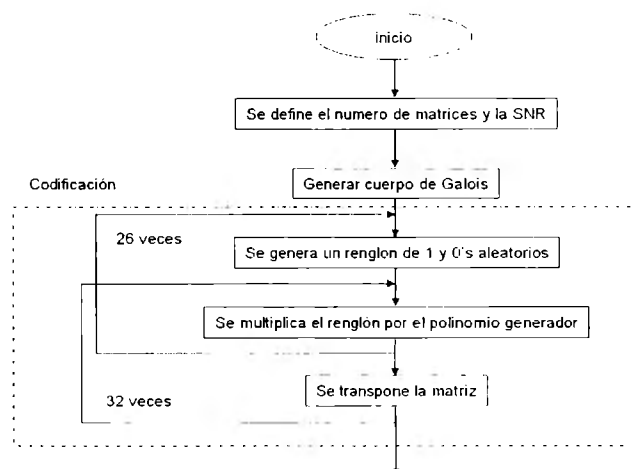 Inicio
Se define el numero de matrices y la SNR
Codificación
Generar cuerpo de Galois
26 veces
Se genera un renglon de 1 y 0's aleatorios
Se multiplica el renglón por el polinomio generador
Se transpone la matriz
32 veces